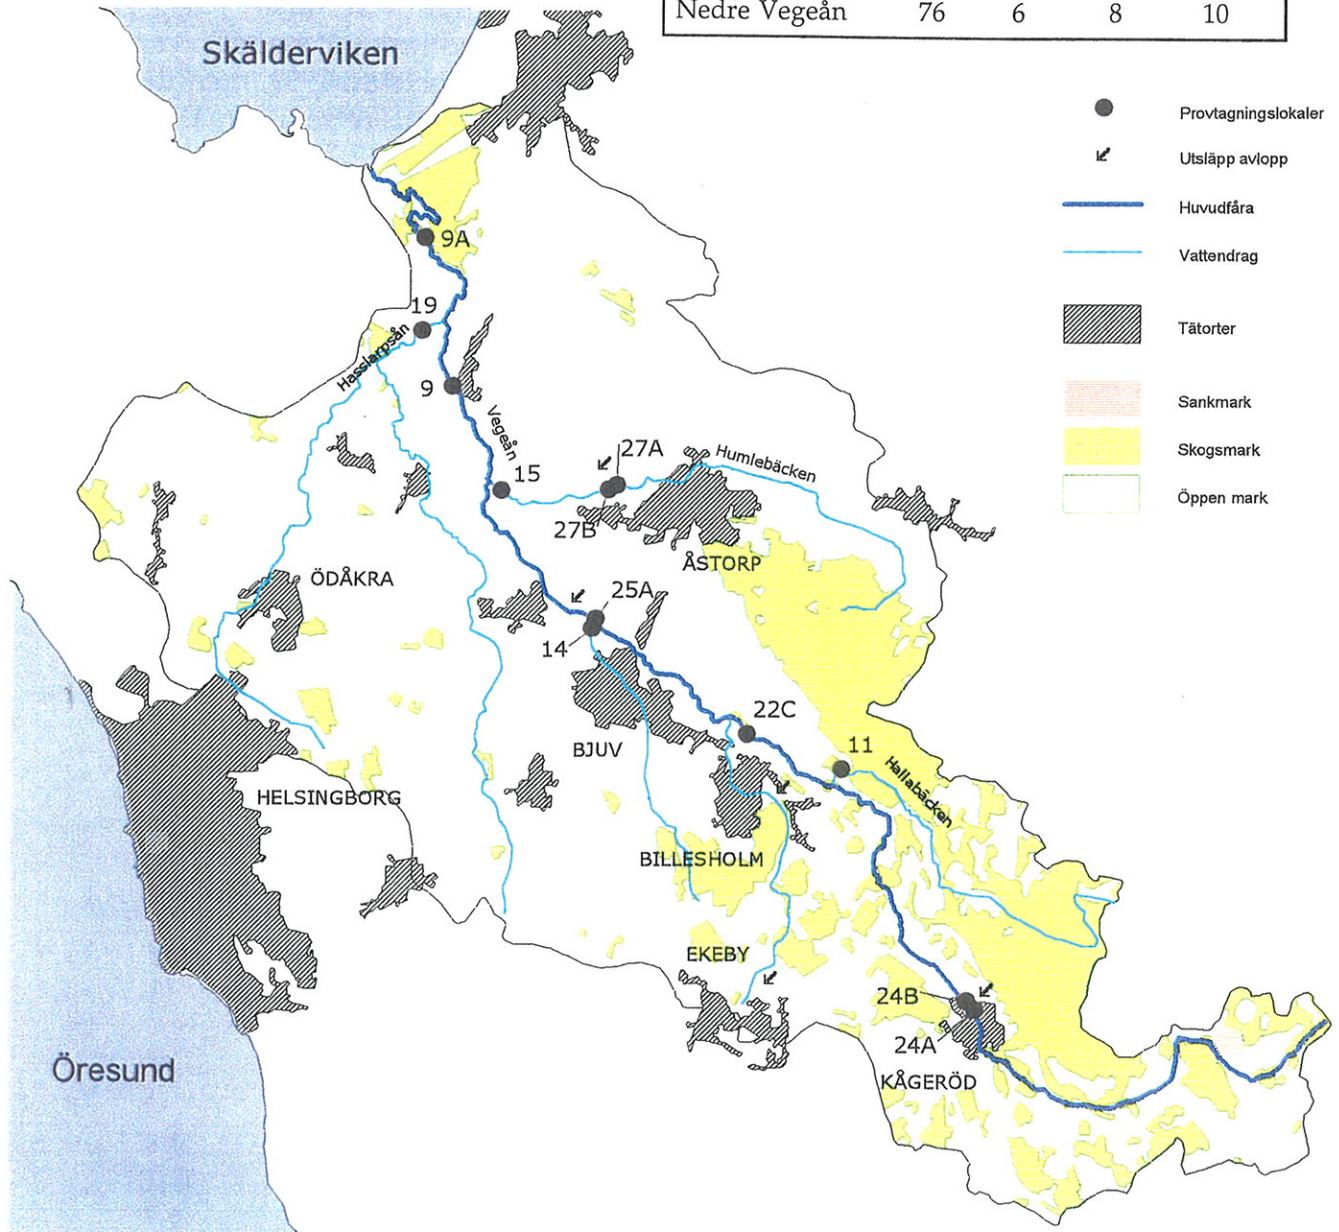 Nedre Vegeån 76 6 8 10
Skälderviken
Provtagningslokaler
Utsläpp avlopp
Huvudfåra
Vattendrag
Tätorter
Sankmark
Skogsmark
Öppen mark
9A
19
Hasslarpsån
9
Vegeån
27A
Humlebäcken
15
27B
ÅSTORP
ÖDÅKRA
25A
14
22C
BJUV
11
Hallabäcken
HELSINGBORG
BILLESHOLM
EKEBY
24B
24A
Öresund
KÅGERÖD